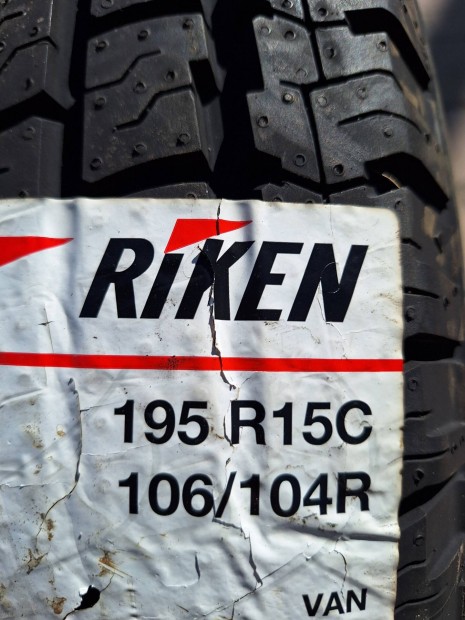 RIKEN
195 R15C
106/104R
VAN